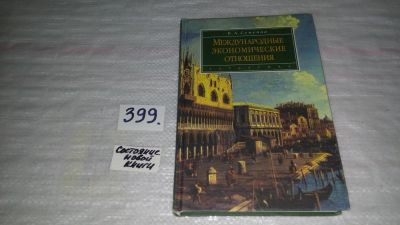 399.
Состояние
новой
книги
МЕЖДУНАРОДНЫЕ
ЭКОНОМИЧЕСКИЕ
ОТНОШЕНИЯ